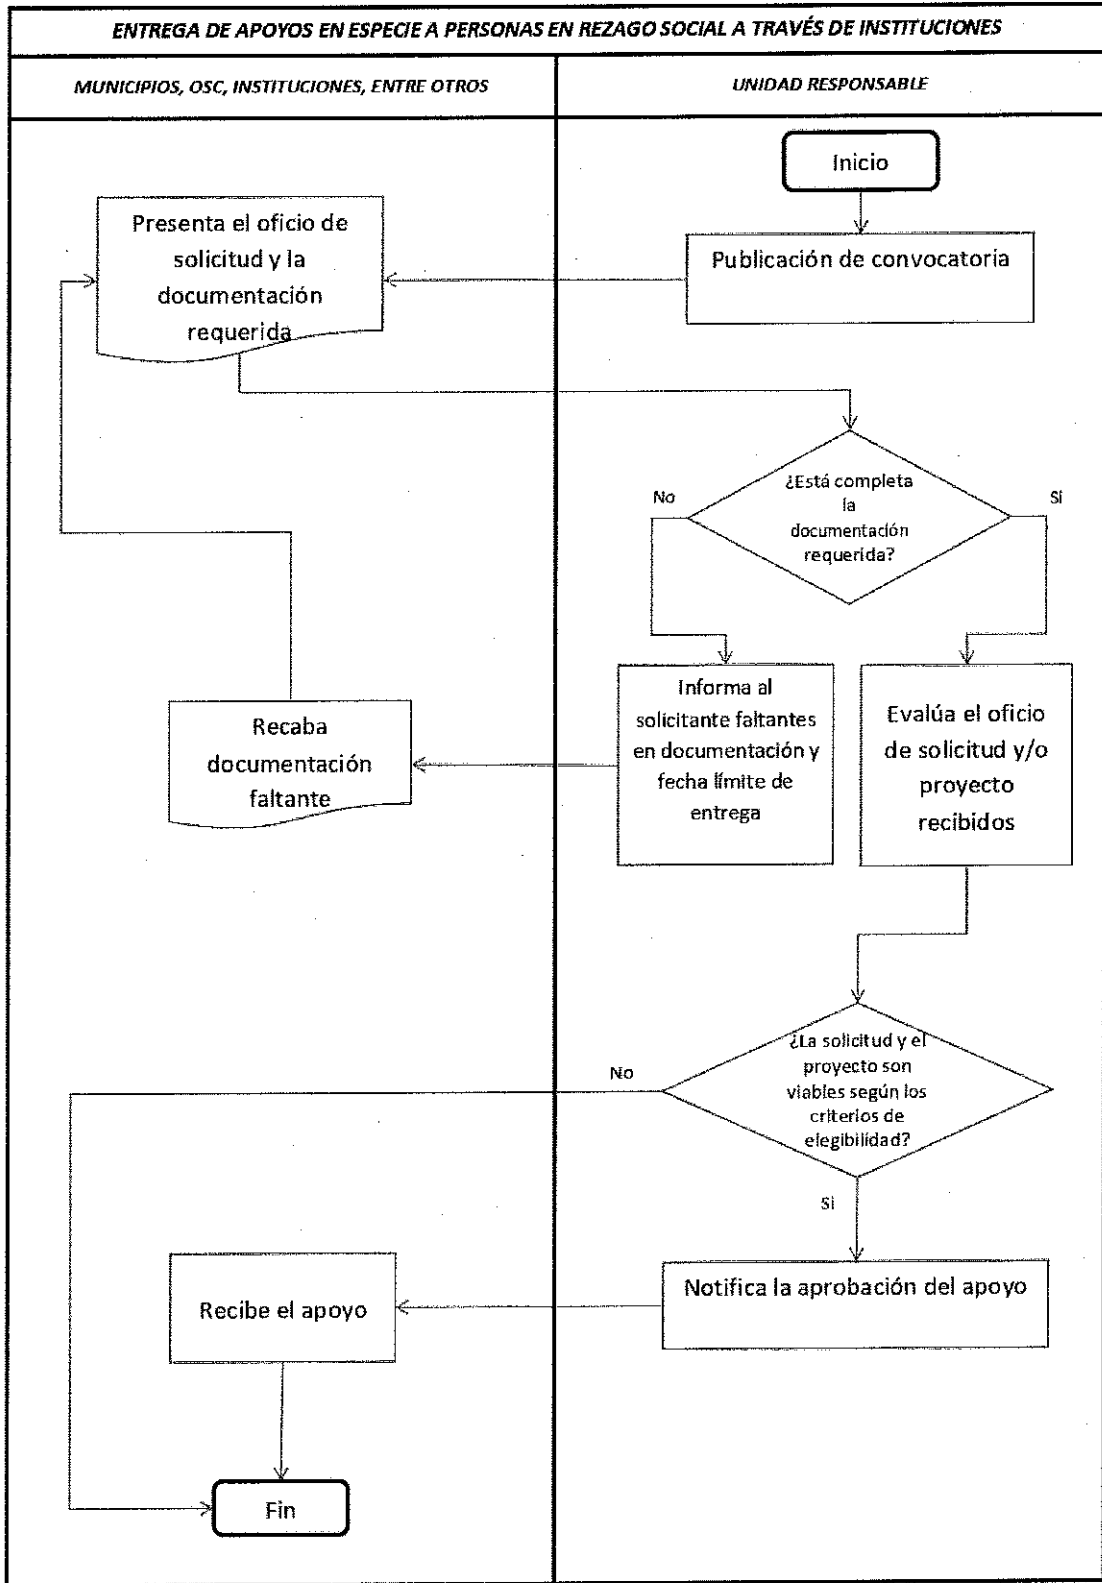 ENTREGA DE APOYOS EN ESPECIE A PERSONAS EN REZAGO SOCIAL A TRAVÉS DE INSTITUCIONES
MUNICIPIOS, OSC, INSTITUCIONES, ENTRE OTROS
UNIDAD RESPONSABLE
Inicio
Publicación de convocatoria
Presenta el oficio de
solicitud y la
documentación
requerida
¿Está completa
la
documentación
requerida?
No
Sí
Informa al
solicitante faltantes
en documentación y
fecha límite de
entrega
Evalúa el oficio
de solicitud y/o
proyecto
recibidos
Recaba
documentación
faltante
¿La solicitud y el
proyecto son
viables según los
criterios de
elegibilidad?
No
Si
Notifica la aprobación del apoyo
Recibe el apoyo
Fin